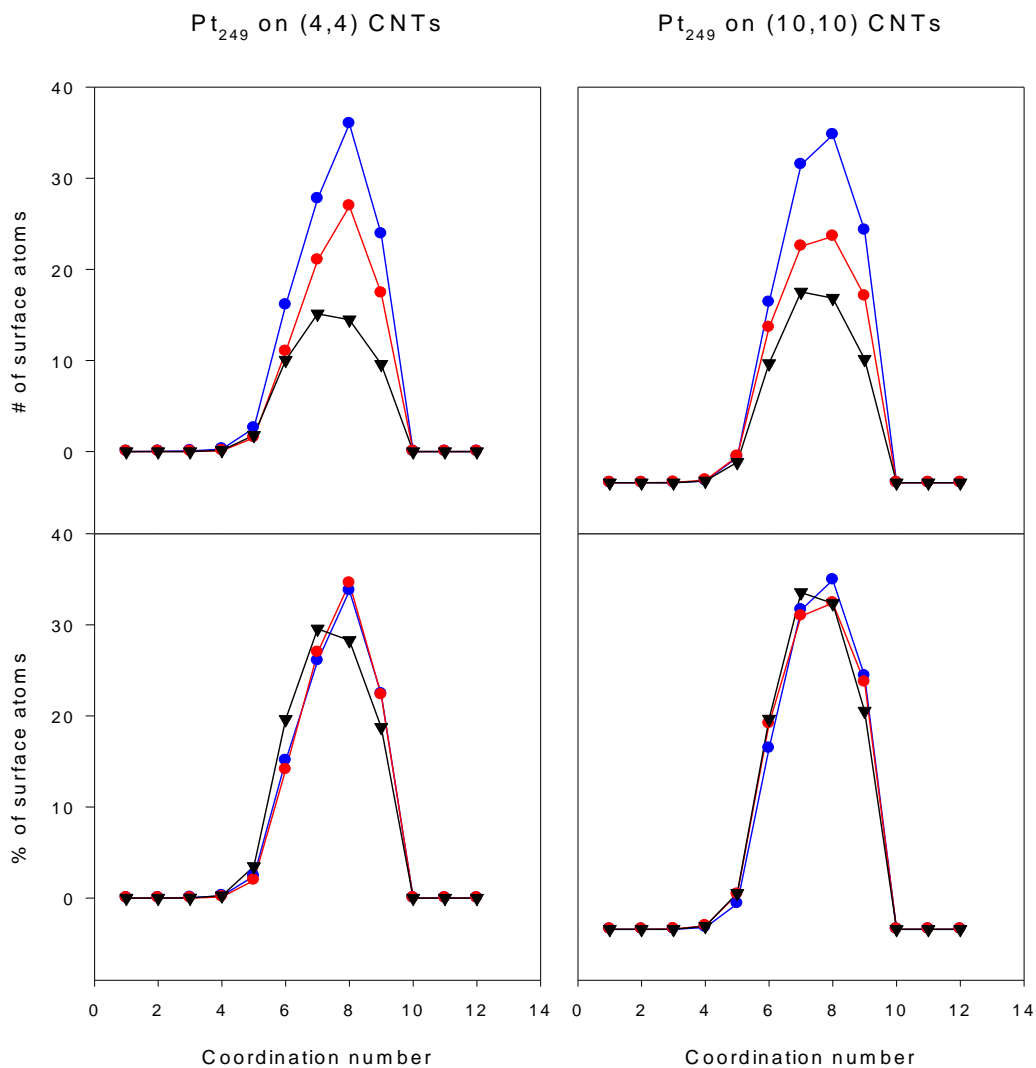 Pt249 on (4,4) CNTs
Pt249 on (10,10) CNTs
# of surface atoms
40
30
20
10
0
% of surface atoms
40
30
20
10
0
0 2 4 6 8 10 12 14
0 2 4 6 8 10 12 14
Coordination number
Coordination number